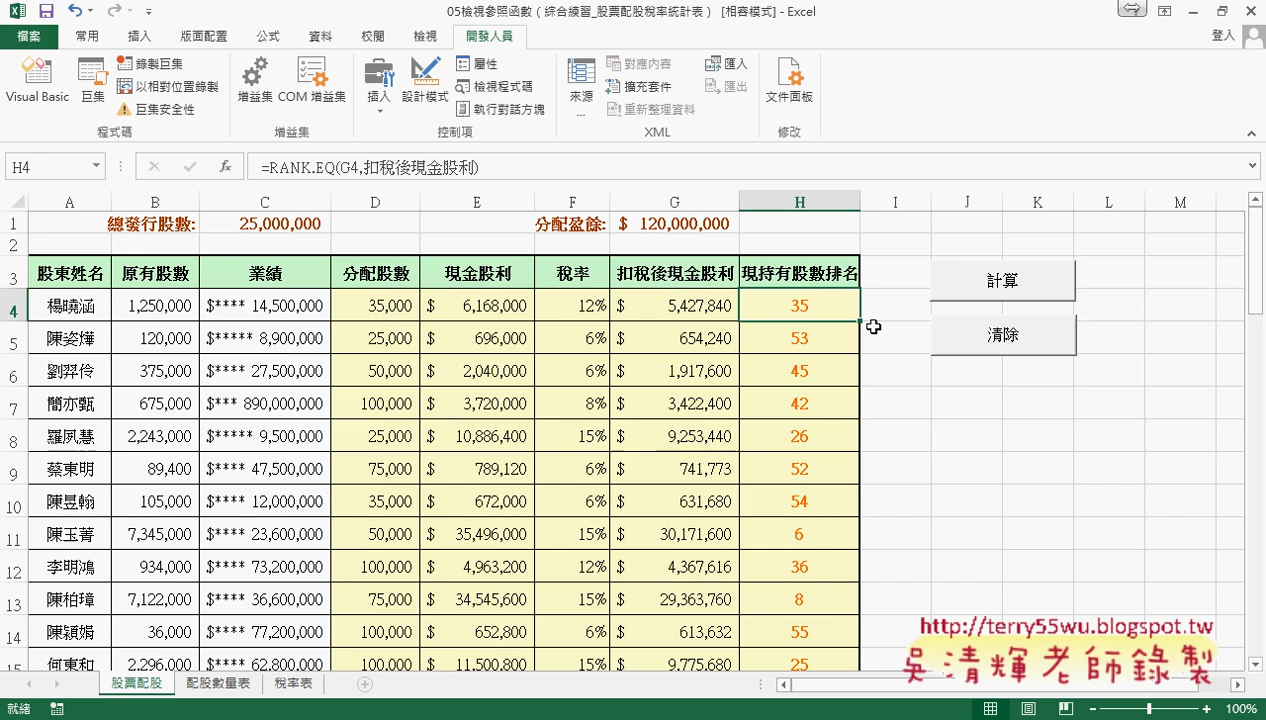 05檢視參照函數（綜合練習_股票配股稅率統計表） [相容模式] - Excel
檔案 常用 插入 版面配置 公式 資料 校閱 檢視 開發人員 登入
Visual Basic 巨集 錄製巨集 以相對位置錄製 巨集安全性 增益集 COM 增益集 插入 設計模式 屬性 檢視程式碼 執行對話方塊 來源 ... 對應內容 擴充套件 重新整理資料 匯入 匯出 文件面板
程式碼 增益集 控制項 XML 修改
H4 fx =RANK.EQ(G4,扣稅後現金股利)
A B C D E F G H I J K L M
1 總發行股數: 25,000,000 分配盈餘: $ 120,000,000
2
3 股東姓名 原有股數 業績 分配股數 現金股利 稅率 扣稅後現金股利 現持有股數排名 計算
4 楊曉涵 1,250,000 $**** 14,500,000 35,000 $ 6,168,000 12% $ 5,427,840 35
5 陳姿燁 120,000 $***** 8,900,000 25,000 $ 696,000 6% $ 654,240 53 清除
6 劉羿伶 375,000 $**** 27,500,000 50,000 $ 2,040,000 6% $ 1,917,600 45
7 簡亦甄 675,000 $*** 890,000,000 100,000 $ 3,720,000 8% $ 3,422,400 42
8 羅夙慧 2,243,000 $***** 9,500,000 25,000 $ 10,886,400 15% $ 9,253,440 26
9 蔡東明 89,400 $**** 47,500,000 75,000 $ 789,120 6% $ 741,773 52
10 陳昱翰 105,000 $**** 12,000,000 35,000 $ 672,000 6% $ 631,680 54
11 陳玉菁 7,345,000 $**** 23,600,000 50,000 $ 35,496,000 15% $ 30,171,600 6
12 李明鴻 934,000 $**** 73,200,000 100,000 $ 4,963,200 12% $ 4,367,616 36
13 陳柏璋 7,122,000 $**** 36,600,000 75,000 $ 34,545,600 15% $ 29,363,760 8
14 陳穎娟 36,000 $**** 77,200,000 100,000 $ 652,800 6% $ 613,632 55
15 何東和 2,296,000 $**** 62,800,000 100,000 $ 11,500,800 15% $ 9,775,680 25
http://terry55wu.blogspot.tw
吳清輝老師錄製
股票配股 配股數量表 稅率表
就緒 100%